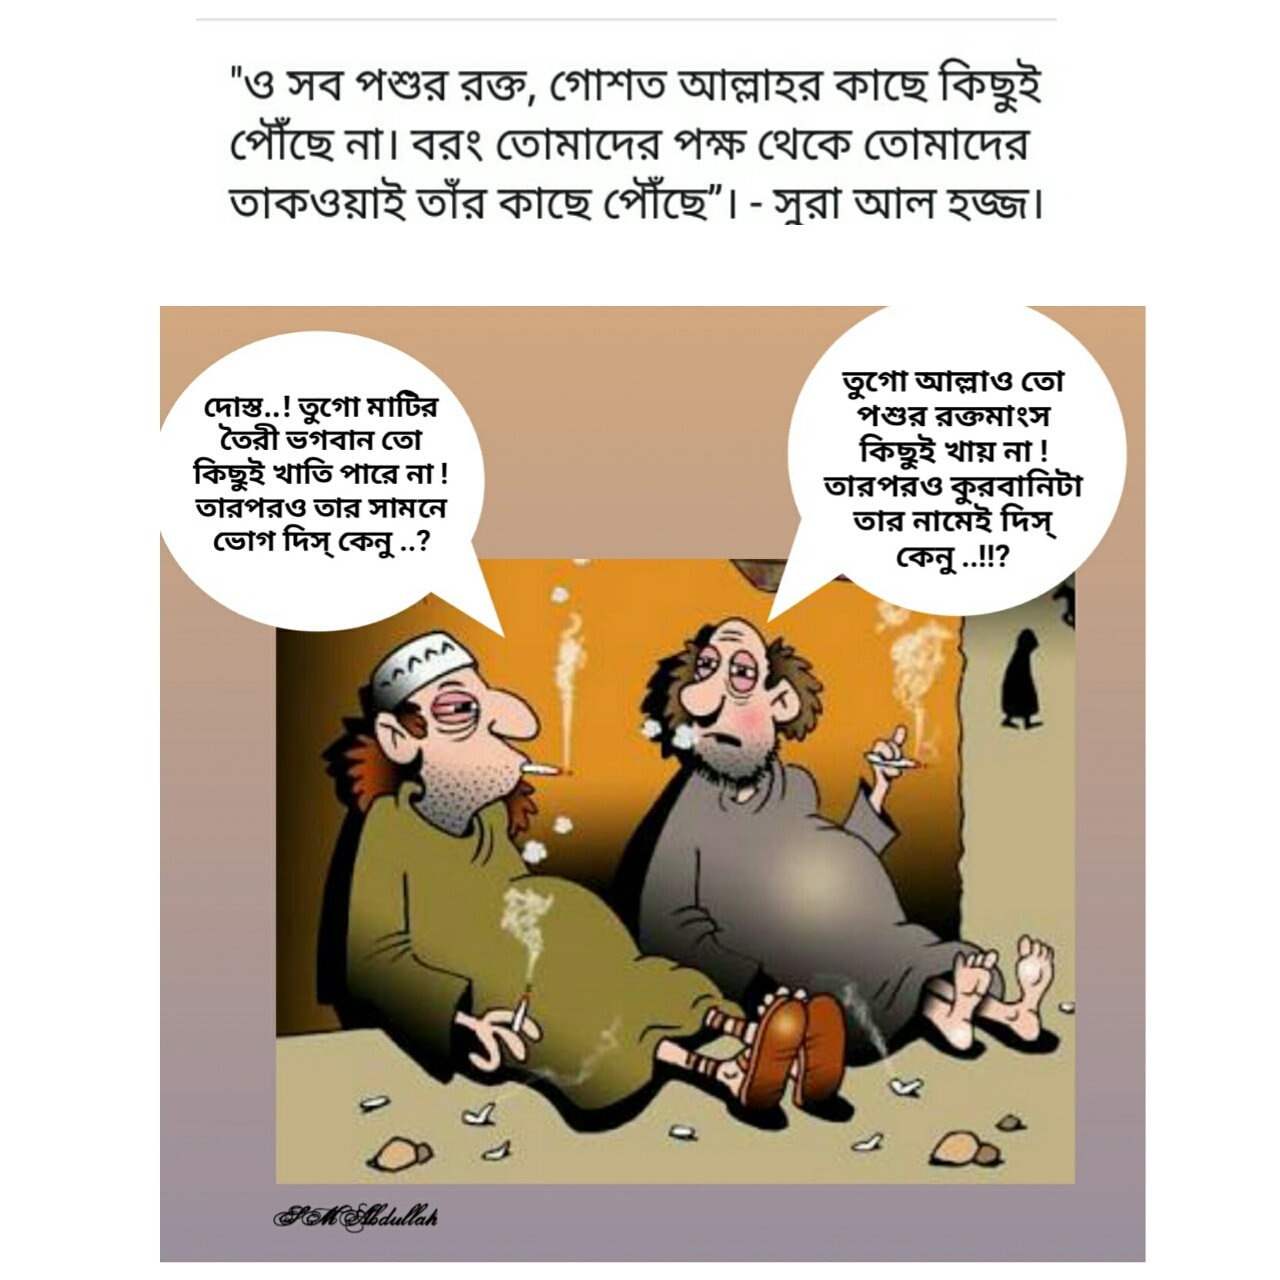 "ও সব পশুর রক্ত, গোশত আল্লাহর কাছে কিছুই
পৌঁছে না। বরং তোমাদের পক্ষ থেকে তোমাদের
তাকওয়াই তাঁর কাছে পৌঁছে”। - সুরা আল হজ্জ।
দোস্ত..! তুগো মাটির
তৈরী ভগবান তো
কিছুই খাতি পারে না !
তারপরও তার সামনে
ভোগ দিস্ কেনু ..?
তুগো আল্লাও তো
পশুর রক্তমাংস
কিছুই খায় না !
তারপরও কুরবানিটা
তার নামেই দিস্
কেনু ..!!?
S M Abdullah